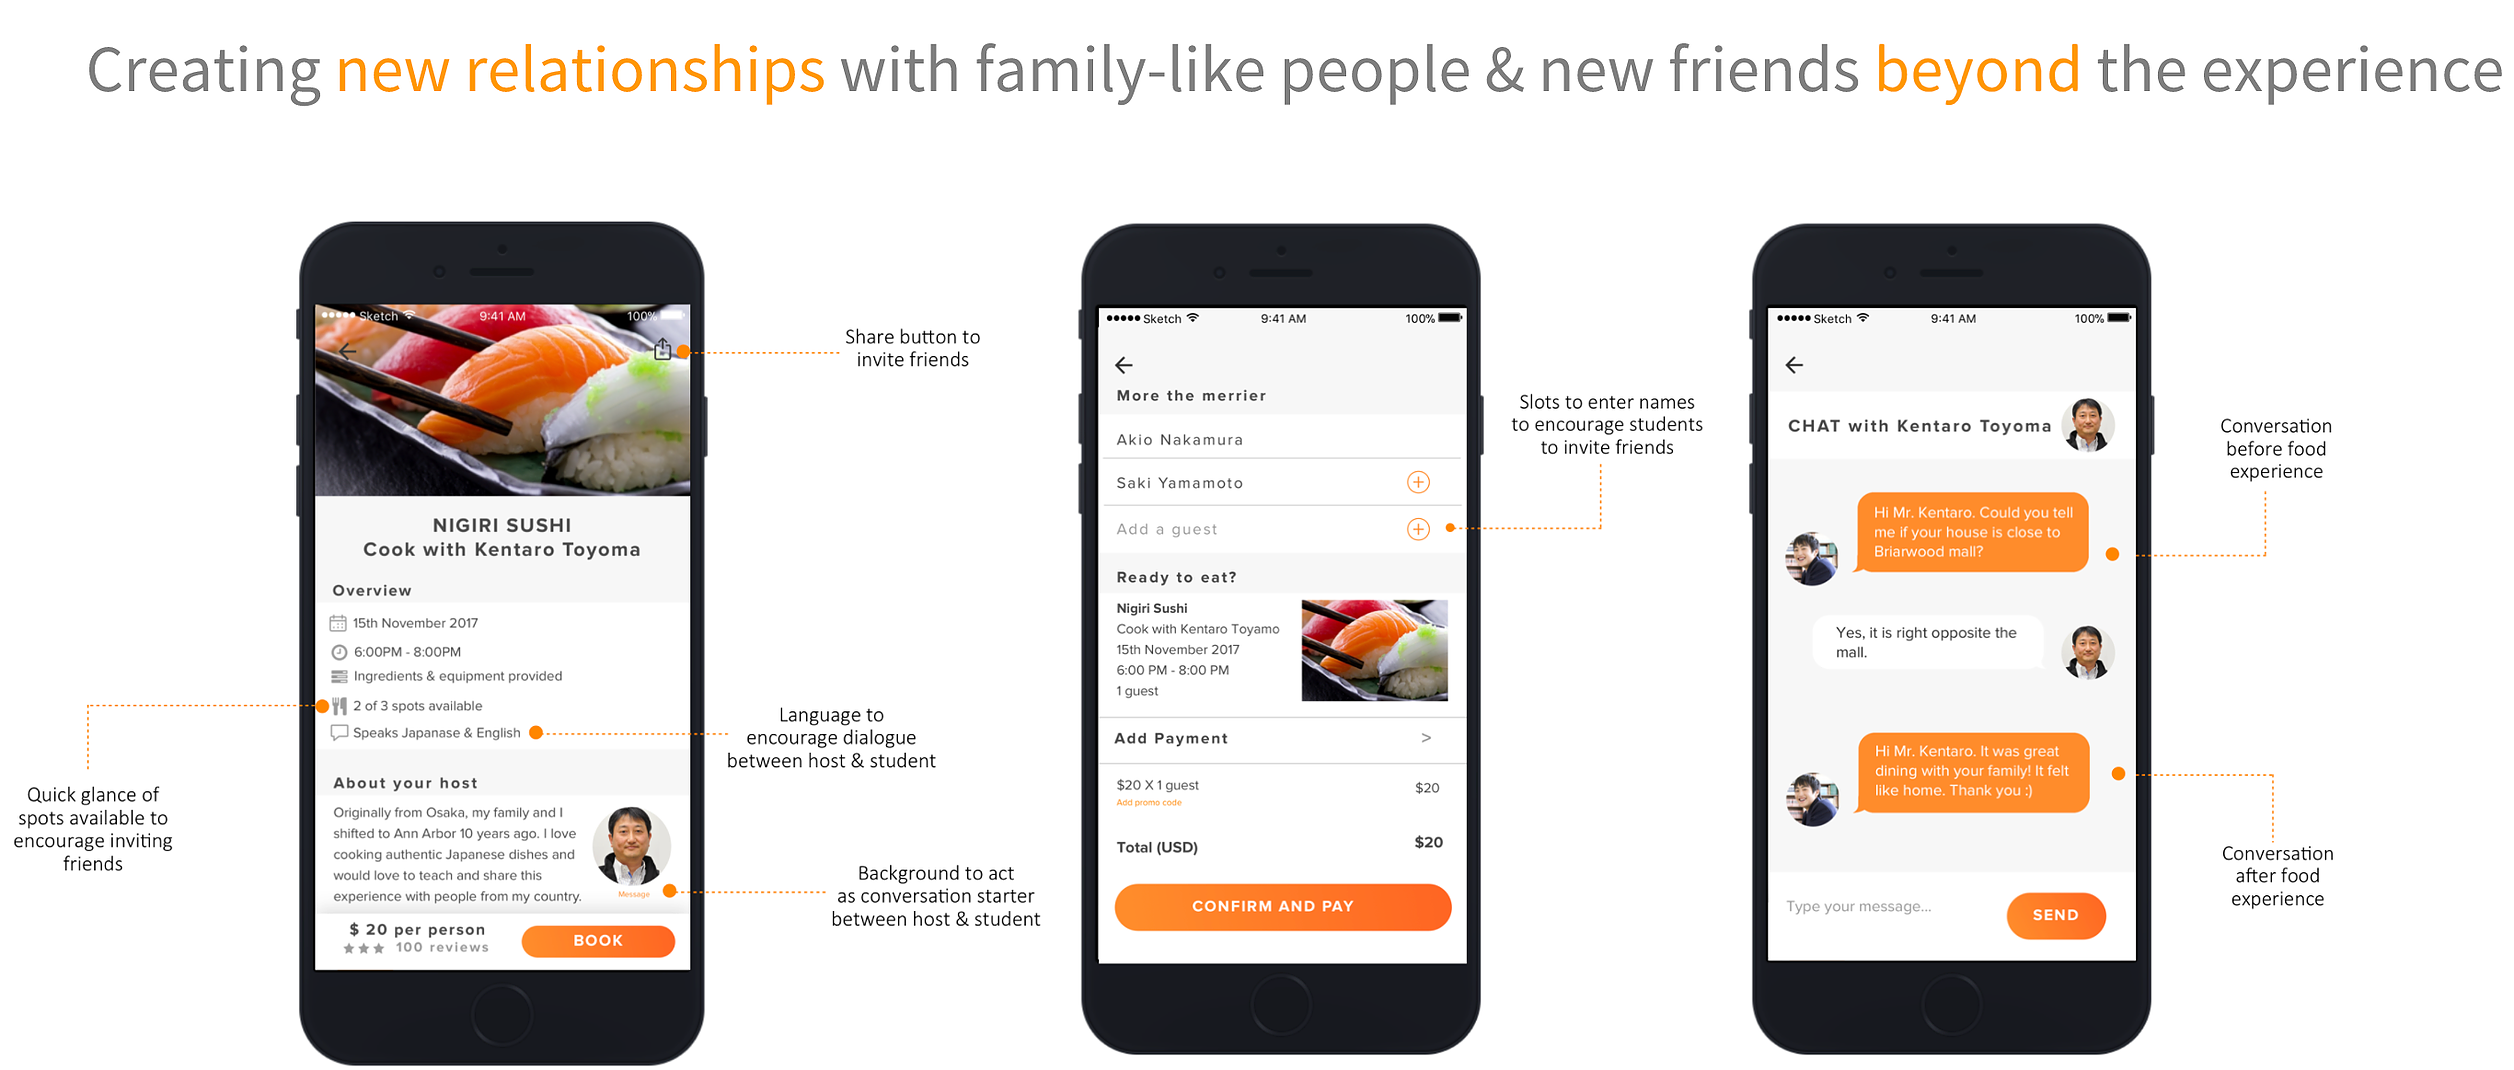 Creating new relationships with family-like people & new friends beyond the experience
Sketch 9:41 AM 100%
NIGIRI SUSHI
Cook with Kentaro Toyoma
Overview
15th November 2017
6:00PM - 8:00PM
Ingredients & equipment provided
2 of 3 spots available
Speaks Japanase & English
About your host
Originally from Osaka, my family and I
shifted to Ann Arbor 10 years ago. I love
cooking authentic Japanese dishes and
would love to teach and share this
experience with people from my country.
Message
$ 20 per person
100 reviews
BOOK
Quick glance of
spots available to
encourage inviting
friends
Share button to
invite friends
Language to
encourage dialogue
between host & student
Background to act
as conversation starter
between host & student
Sketch 9:41 AM 100%
More the merrier
Akio Nakamura
Saki Yamamoto
Add a guest
Ready to eat?
Nigiri Sushi
Cook with Kentaro Toyamo
15th November 2017
6:00 PM - 8:00 PM
1 guest
Add Payment >
$20 X 1 guest $20
Add promo code
Total (USD) $20
CONFIRM AND PAY
Slots to enter names
to encourage students
to invite friends
Sketch 9:41 AM 100%
CHAT with Kentaro Toyoma
Hi Mr. Kentaro. Could you tell
me if your house is close to
Briarwood mall?
Yes, it is right opposite the
mall.
Hi Mr. Kentaro. It was great
dining with your family! It felt
like home. Thank you :)
Type your message...
SEND
Conversation
before food
experience
Conversation
after food
experience